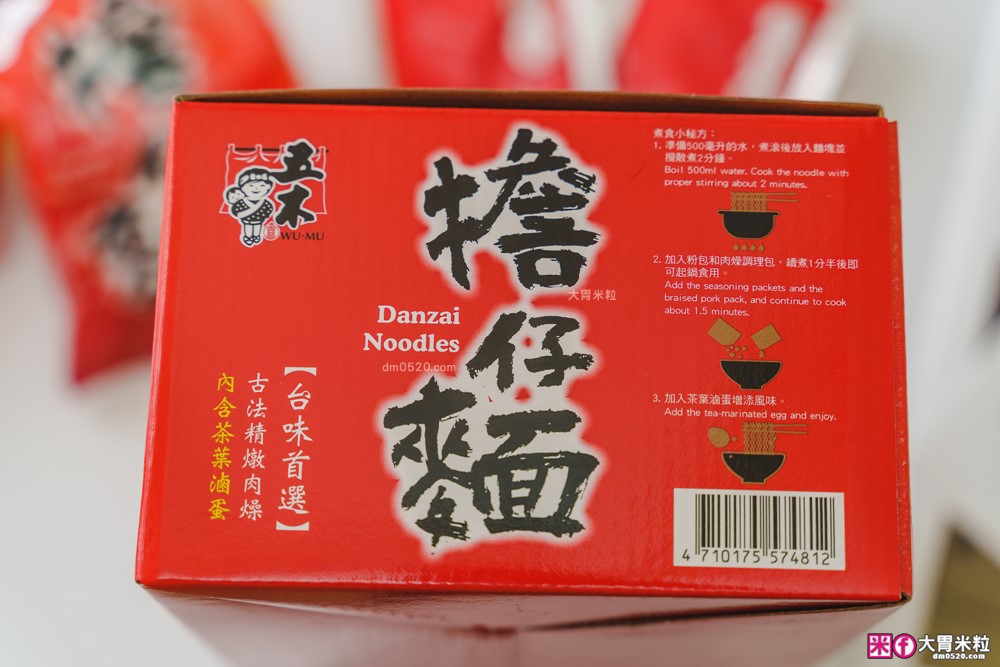 五木
WU-MU
擔仔麵
Danzai
Noodles
【台味首選】
古法精燉肉燥
內含茶葉滷蛋
煮食小秘方：
1. 準備500毫升的水，煮滾後放入麵塊並
攪散煮2分鐘。
Boil 500ml water. Cook the noodle with
proper stirring about 2 minutes.
2. 加入粉包和肉燥調理包，續煮1分半後即
可起鍋食用。
Add the seasoning packets and the
braised pork pack, and continue to cook
about 1.5 minutes.
3. 加入茶葉滷蛋增添風味。
Add the tea-marinated egg and enjoy.
4 710175 574812
大胃米粒
dm0520.com
米 f 大胃米粒
dm0520.com